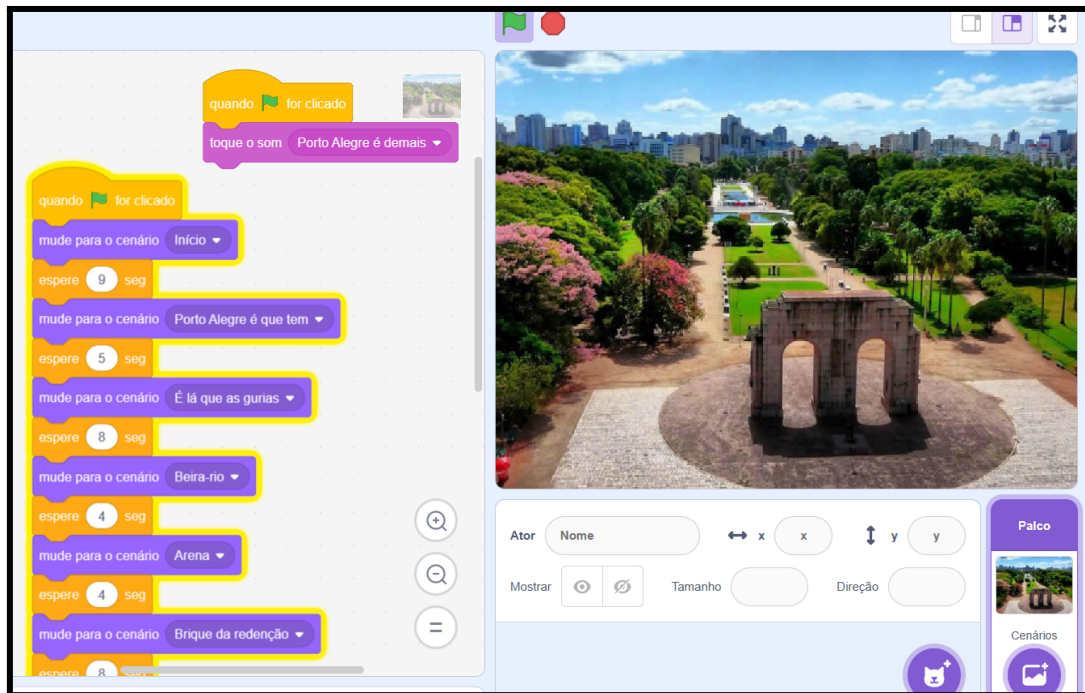 quando for clicado
toque o som Porto Alegre é demais
quando for clicado
mude para o cenário Início
espere 9 seg
mude para o cenário Porto Alegre é que tem
espere 5 seg
mude para o cenário É lá que as gurias
espere 8 seg
mude para o cenário Beira-rio
espere 4 seg
mude para o cenário Arena
espere 4 seg
mude para o cenário Brique da redenção
espere 8 seg
Ator Nome x x y y
Mostrar Tamanho Direção
Palco
Cenários